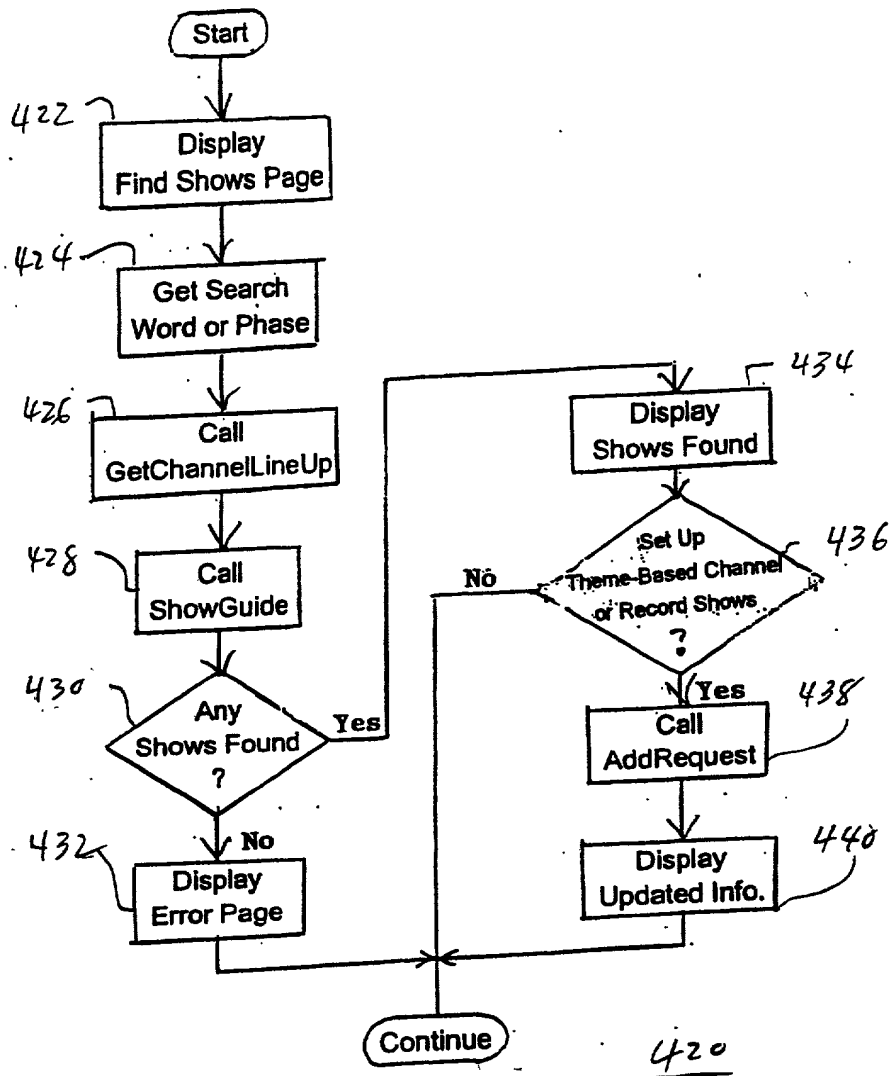 Start
422
Display
Find Shows Page
424
Get Search
Word or Phase
426
Call
GetChannelLineUp
428
Call
ShowGuide
430
Any
Shows Found
?
Yes
No
432
Display
Error Page
434
Display
Shows Found
436
Set Up
Theme-Based Channel
or Record Shows
?
No
Yes
438
Call
AddRequest
440
Display
Updated Info.
Continue
420